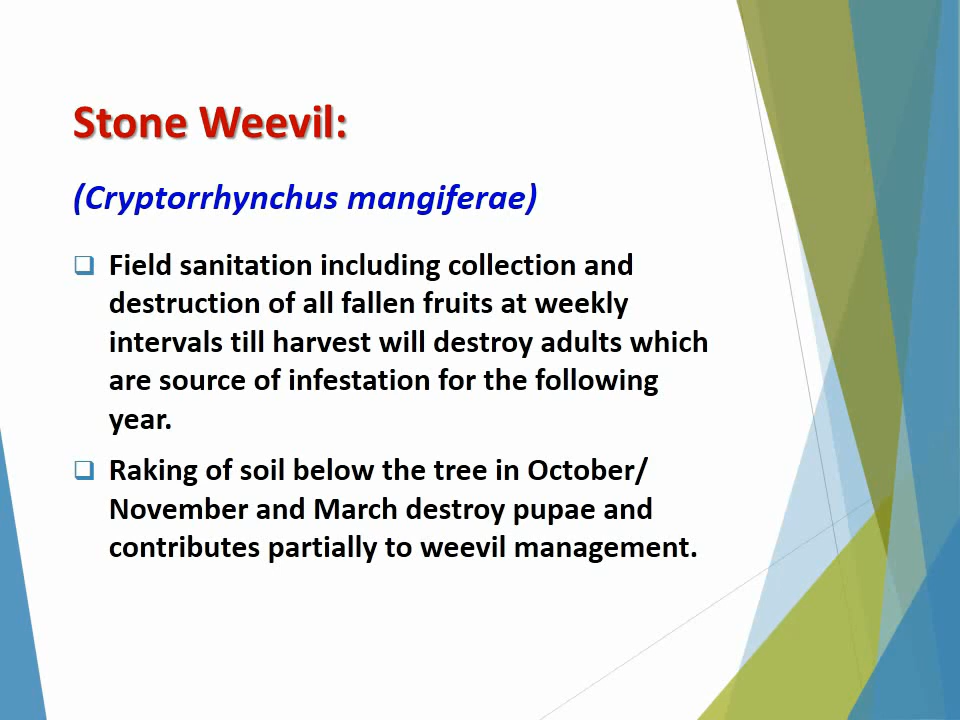 Stone Weevil:
(Cryptorrhynchus mangiferae)
Field sanitation including collection and
destruction of all fallen fruits at weekly
intervals till harvest will destroy adults which
are source of infestation for the following
year.
Raking of soil below the tree in October/
November and March destroy pupae and
contributes partially to weevil management.